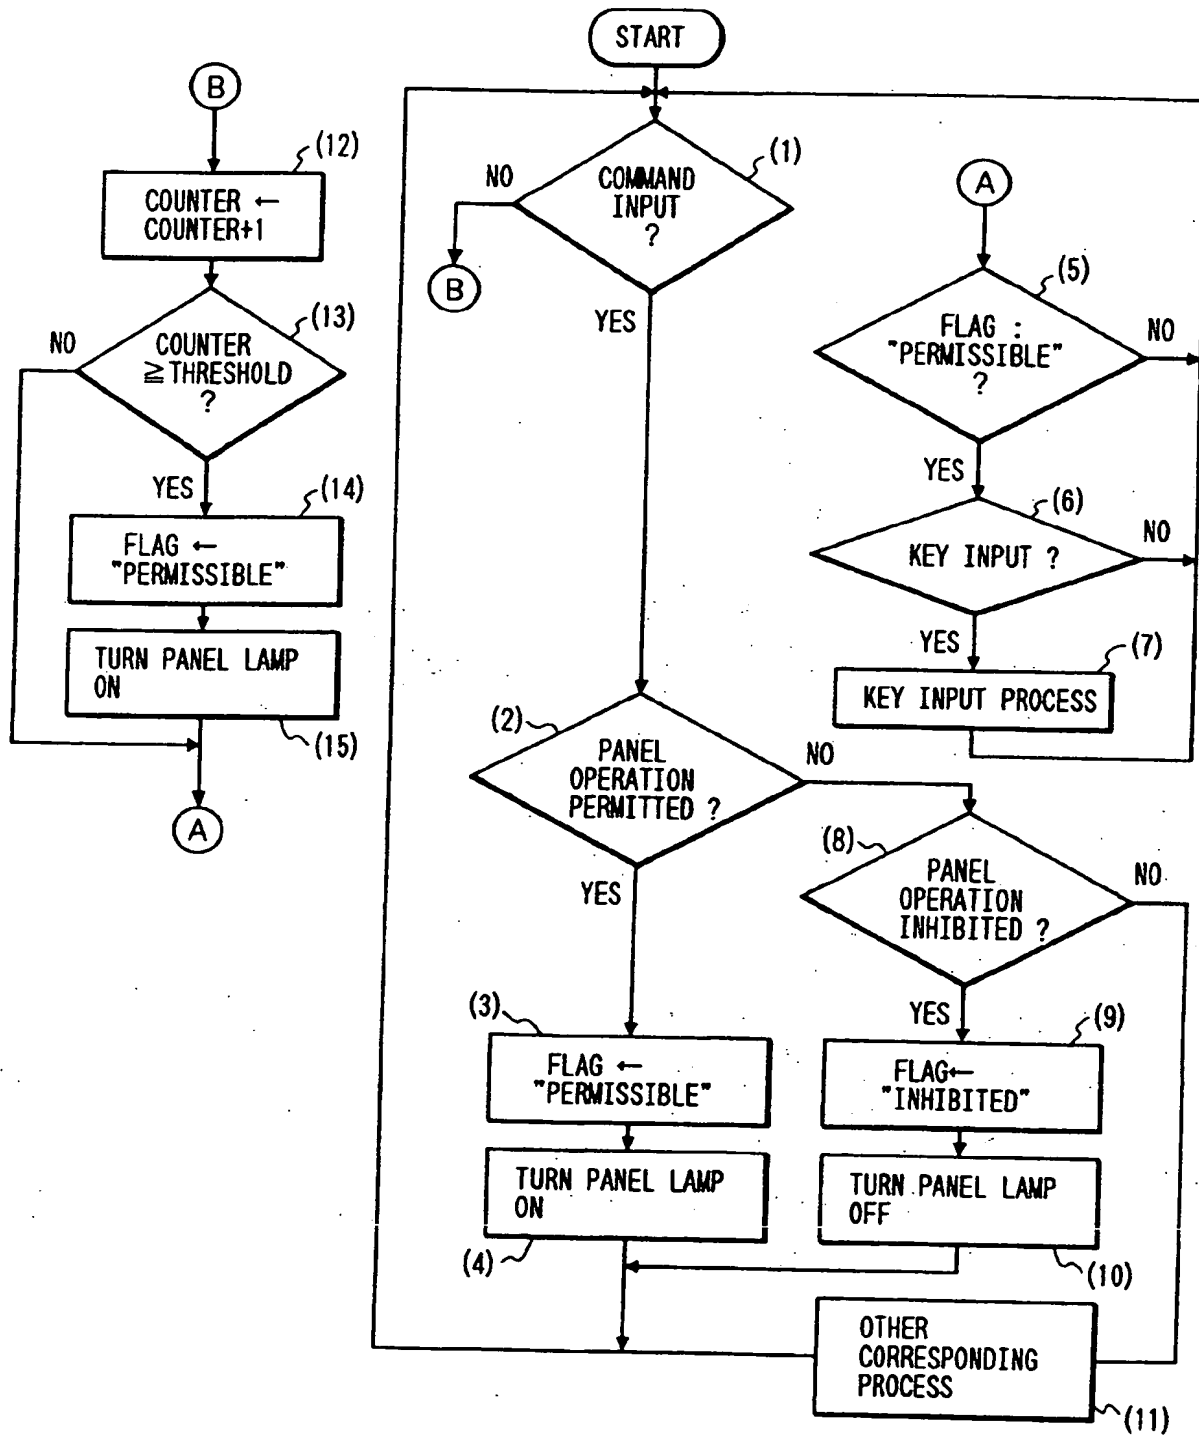 START
B
(12)
COUNTER ←
COUNTER+1
(13)
NO
COUNTER
≧THRESHOLD
?
YES
(14)
FLAG ←
"PERMISSIBLE"
TURN PANEL LAMP
ON
(15)
A
(1)
NO
COMMAND
INPUT
?
B
YES
A
(5)
FLAG :
"PERMISSIBLE"
?
NO
YES
(6)
KEY INPUT ?
NO
YES
(7)
KEY INPUT PROCESS
(2)
PANEL
OPERATION
PERMITTED ?
NO
YES
(8)
PANEL
OPERATION
INHIBITED ?
NO
YES
(3)
FLAG ←
"PERMISSIBLE"
TURN PANEL LAMP
ON
(4)
(9)
FLAG←
"INHIBITED"
TURN PANEL LAMP
OFF
(10)
OTHER
CORRESPONDING
PROCESS
(11)